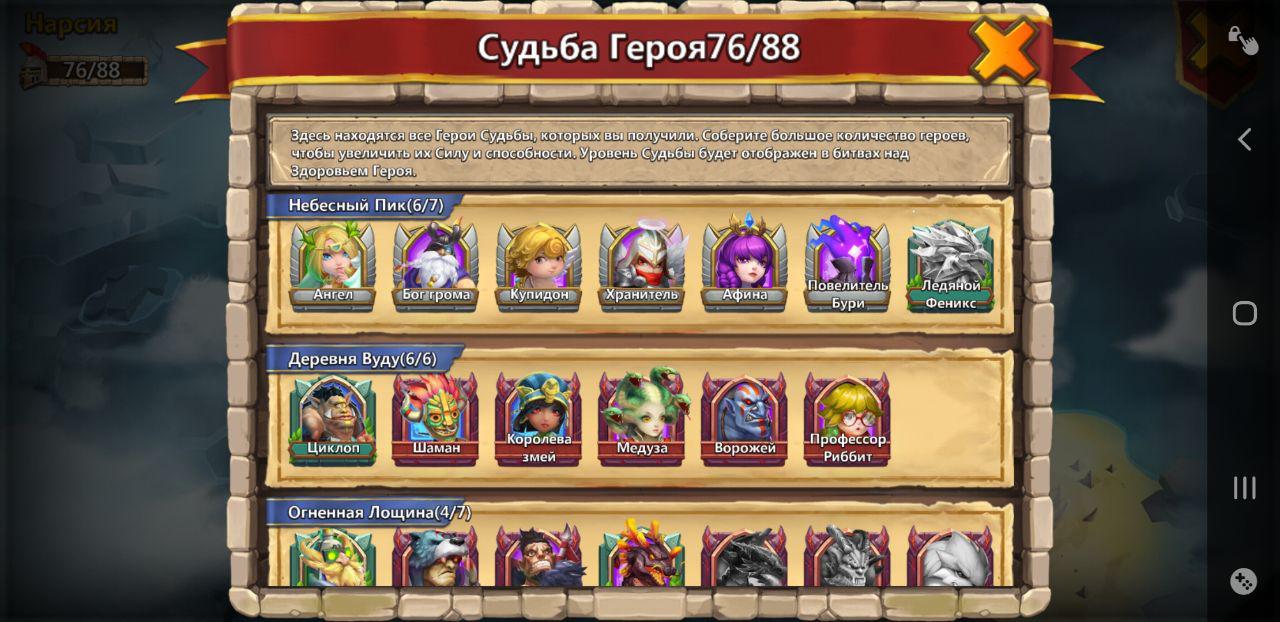 Нарсия
76/88
Судьба Героя76/88
Здесь находятся все Герои Судьбы, которых вы получили. Соберите большое количество героев,
чтобы увеличить их Силу и способности. Уровень Судьбы будет отображен в битвах над
Здоровьем Героя.
Небесный Пик(6/7)
Ангел
Бог грома
Купидон
Хранитель
Афина
Повелитель
Бури
Ледяной
Феникс
Деревня Вуду(6/6)
Циклоп
Шаман
Королева
змей
Медуза
Ворожей
Профессор
Риббит
Огненная Лощина(4/7)